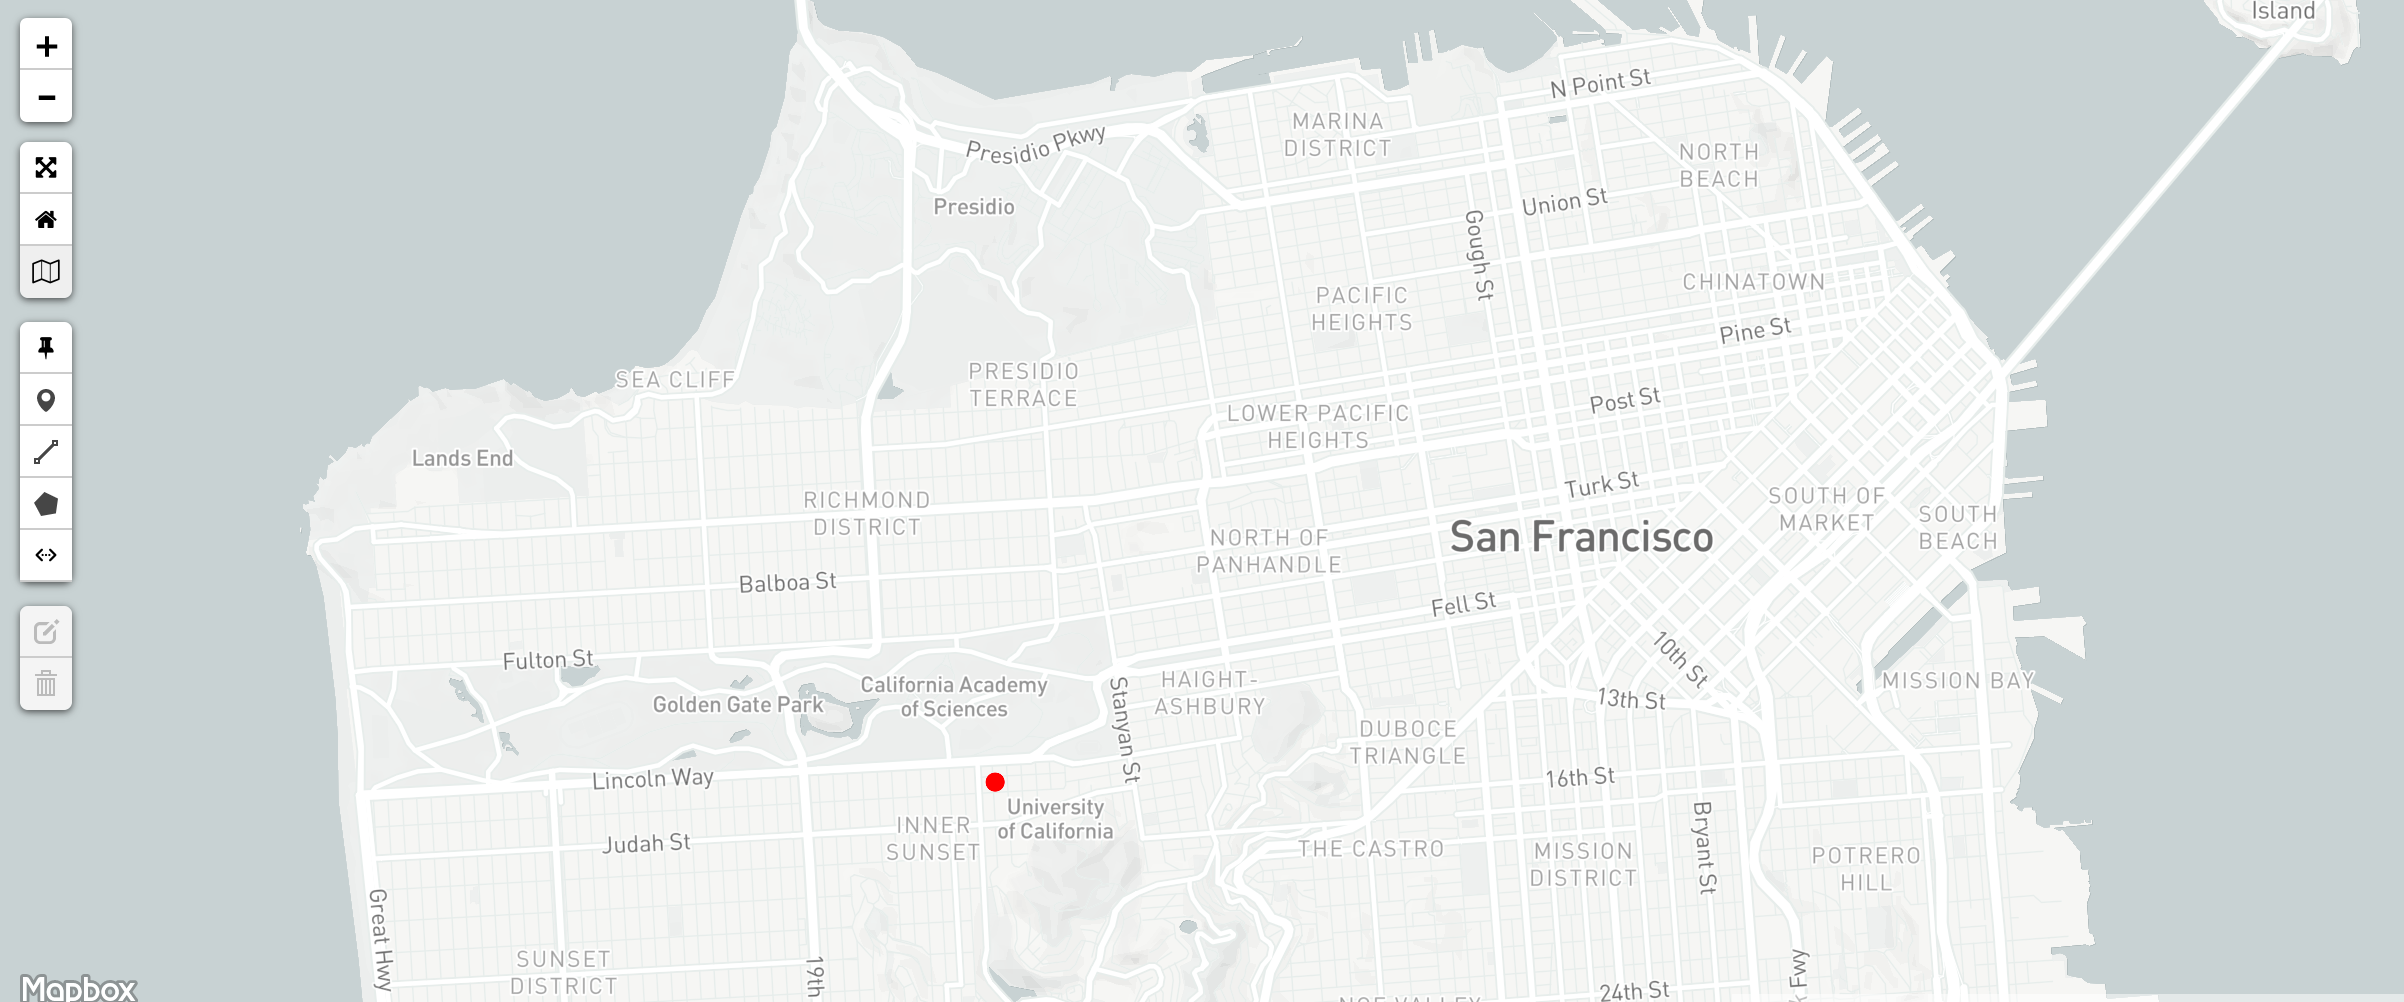 Island
N Point St
MARINA
DISTRICT
Presidio Pkwy
NORTH
BEACH
Presidio
Union St
Gough St
CHINATOWN
PACIFIC
HEIGHTS
Pine St
SEA CLIFF
PRESIDIO
TERRACE
Post St
LOWER PACIFIC
HEIGHTS
Lands End
Turk St
RICHMOND
DISTRICT
SOUTH OF
MARKET
SOUTH
BEACH
San Francisco
NORTH OF
PANHANDLE
Balboa St
Fell St
Fulton St
10th St
California Academy
of Sciences
HAIGHT-
ASHBURY
MISSION BAY
Golden Gate Park
13th St
Stanyan St
DUBOCE
TRIANGLE
Lincoln Way
16th St
University
of California
INNER
SUNSET
Judah St
Bryant St
THE CASTRO
MISSION
DISTRICT
POTRERO
HILL
Great Hwy
SUNSET
DISTRICT
19th
Fwy
24th St
NOE VALLEY
Mapbox